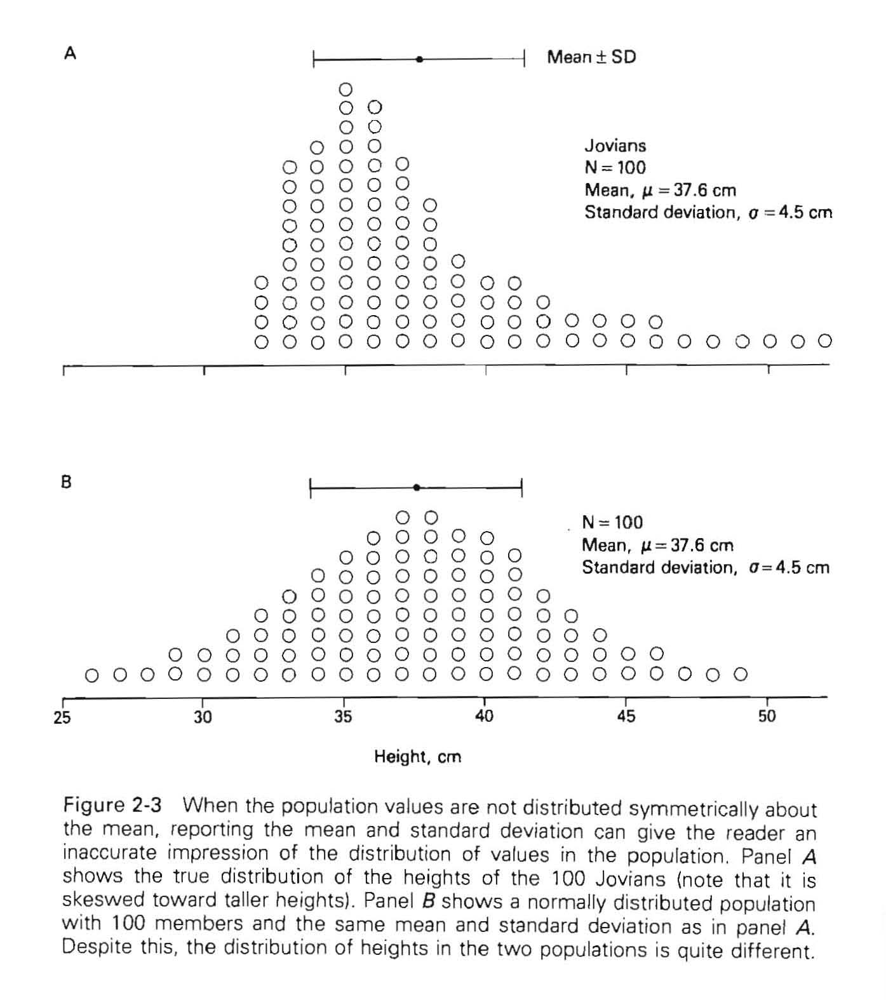 A
Mean ± SD
Jovians
N = 100
Mean, μ = 37.6 cm
Standard deviation, σ = 4.5 cm
B
N = 100
Mean, μ = 37.6 cm
Standard deviation, σ = 4.5 cm
25 30 35 40 45 50
Height, cm
Figure 2-3 When the population values are not distributed symmetrically about
the mean, reporting the mean and standard deviation can give the reader an
inaccurate impression of the distribution of values in the population. Panel A
shows the true distribution of the heights of the 100 Jovians (note that it is
skeswed toward taller heights). Panel B shows a normally distributed population
with 100 members and the same mean and standard deviation as in panel A.
Despite this, the distribution of heights in the two populations is quite different.